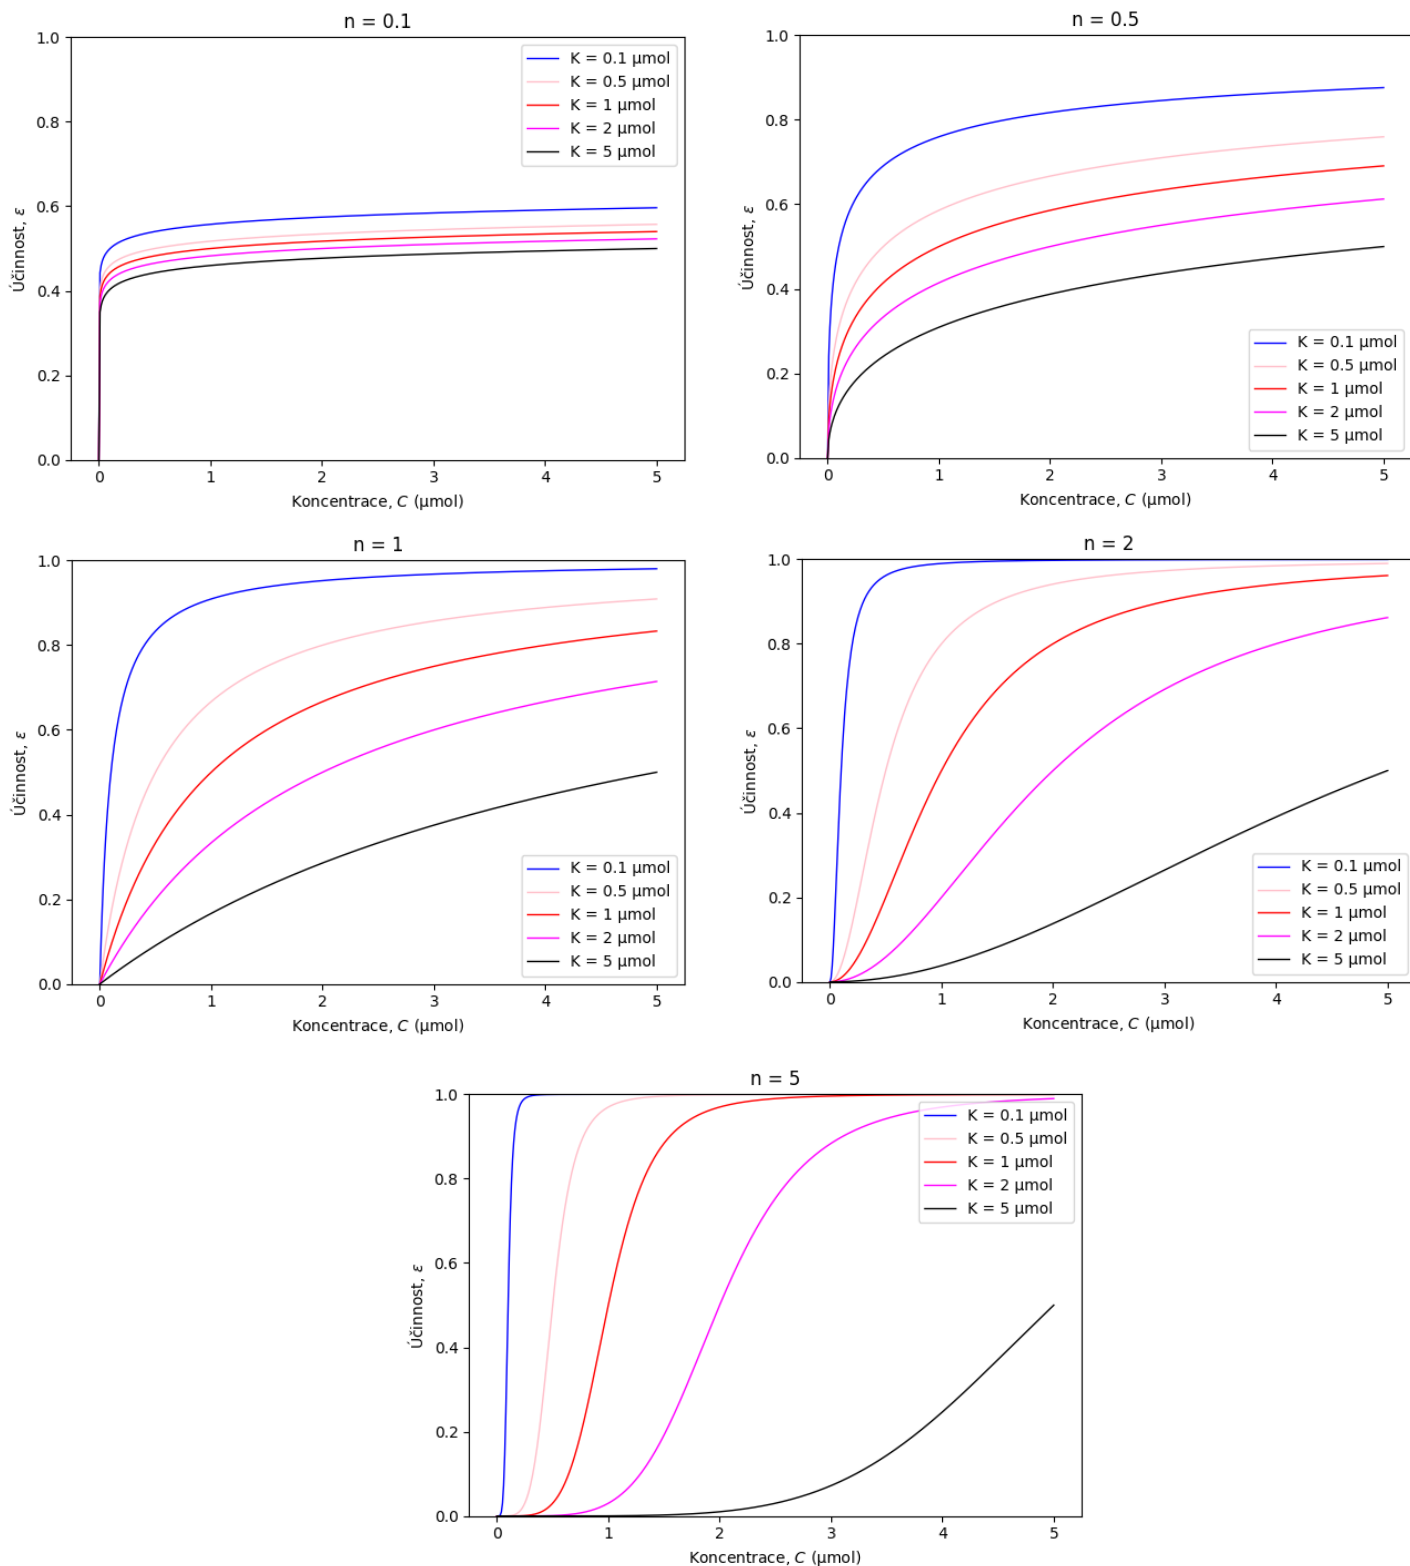 n = 0.1
1.0
0.8
0.6
0.4
0.2
0.0
Účinnost, ε
K = 0.1 µmol
K = 0.5 µmol
K = 1 µmol
K = 2 µmol
K = 5 µmol
0 1 2 3 4 5
Koncentrace, C (µmol)
n = 0.5
1.0
0.8
0.6
0.4
0.2
0.0
Účinnost, ε
K = 0.1 µmol
K = 0.5 µmol
K = 1 µmol
K = 2 µmol
K = 5 µmol
0 1 2 3 4 5
Koncentrace, C (µmol)
n = 1
1.0
0.8
0.6
0.4
0.2
0.0
Účinnost, ε
K = 0.1 µmol
K = 0.5 µmol
K = 1 µmol
K = 2 µmol
K = 5 µmol
0 1 2 3 4 5
Koncentrace, C (µmol)
n = 2
1.0
0.8
0.6
0.4
0.2
0.0
Účinnost, ε
K = 0.1 µmol
K = 0.5 µmol
K = 1 µmol
K = 2 µmol
K = 5 µmol
0 1 2 3 4 5
Koncentrace, C (µmol)
n = 5
1.0
0.8
0.6
0.4
0.2
0.0
Účinnost, ε
K = 0.1 µmol
K = 0.5 µmol
K = 1 µmol
K = 2 µmol
K = 5 µmol
0 1 2 3 4 5
Koncentrace, C (µmol)